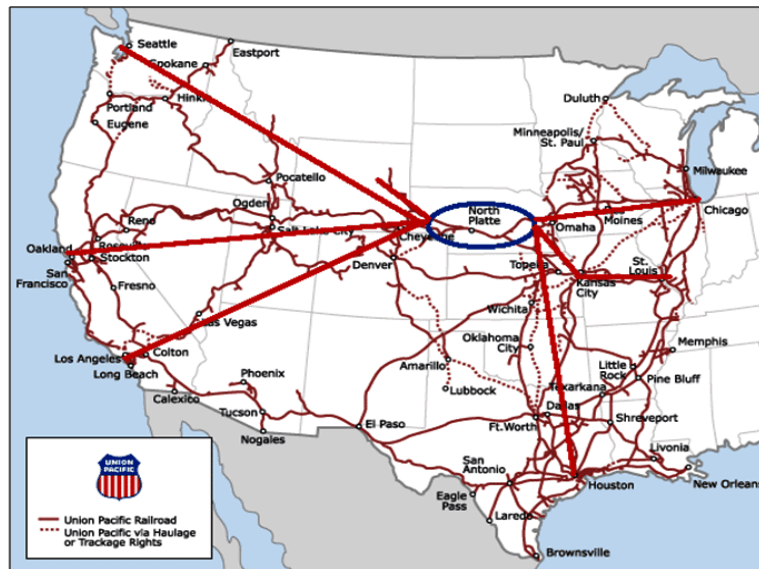 Seattle
Spokane
Eastport
Portland
Hinkl
Eugene
Duluth
Minneapolis/
St. Paul
Milwaukee
Pocatello
Ogden
Reno
Salt Lake City
North
Platte
Des
Moines
Chicago
Oakland
Roseville
Stockton
Cheyenne
Omaha
San
Francisco
Denver
Topeka
St.
Louis
Kansas
City
Fresno
Las Vegas
Wichita
Los Angeles
Colton
Long Beach
Oklahoma
City
Memphis
Amarillo
Little
Rock
Pine Bluff
Phoenix
Calexico
Lubbock
Texarkana
Tucson
Dallas
Nogales
El Paso
Ft.Worth
Shreveport
Livonia
San
Antonio
Houston
New Orleans
Eagle
Pass
Laredo
Brownsville
UNION
PACIFIC
Union Pacific Railroad
Union Pacific via Haulage
or Trackage Rights